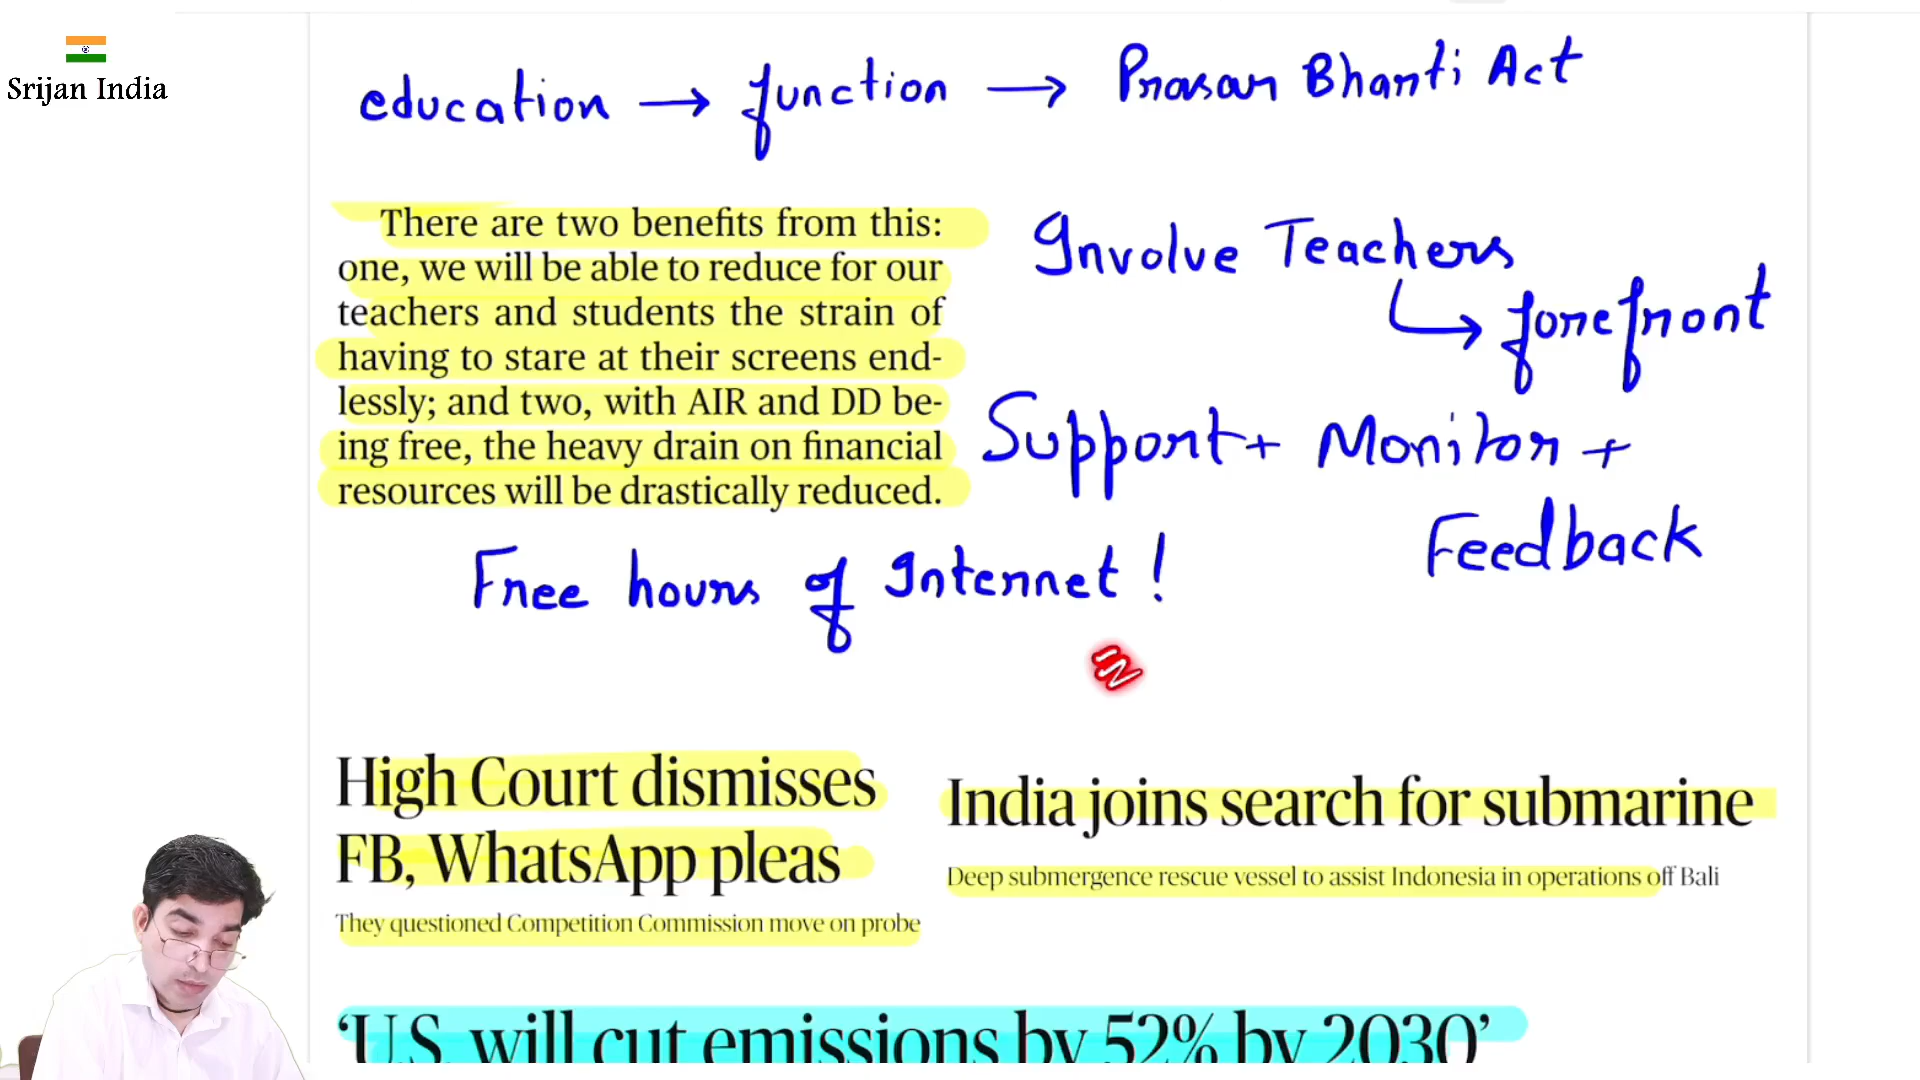 Srijan India
education → function → Prasar Bharti Act
There are two benefits from this:
one, we will be able to reduce for our
teachers and students the strain of
having to stare at their screens end-
lessly; and two, with AIR and DD be-
ing free, the heavy drain on financial
resources will be drastically reduced.
Involve Teachers
forefront
Support + Monitor +
Feedback
Free hours of Internet!
High Court dismisses
FB, WhatsApp pleas
They questioned Competition Commission move on probe
India joins search for submarine
Deep submergence rescue vessel to assist Indonesia in operations off Bali
‘U.S. will cut emissions by 52% by 2030’